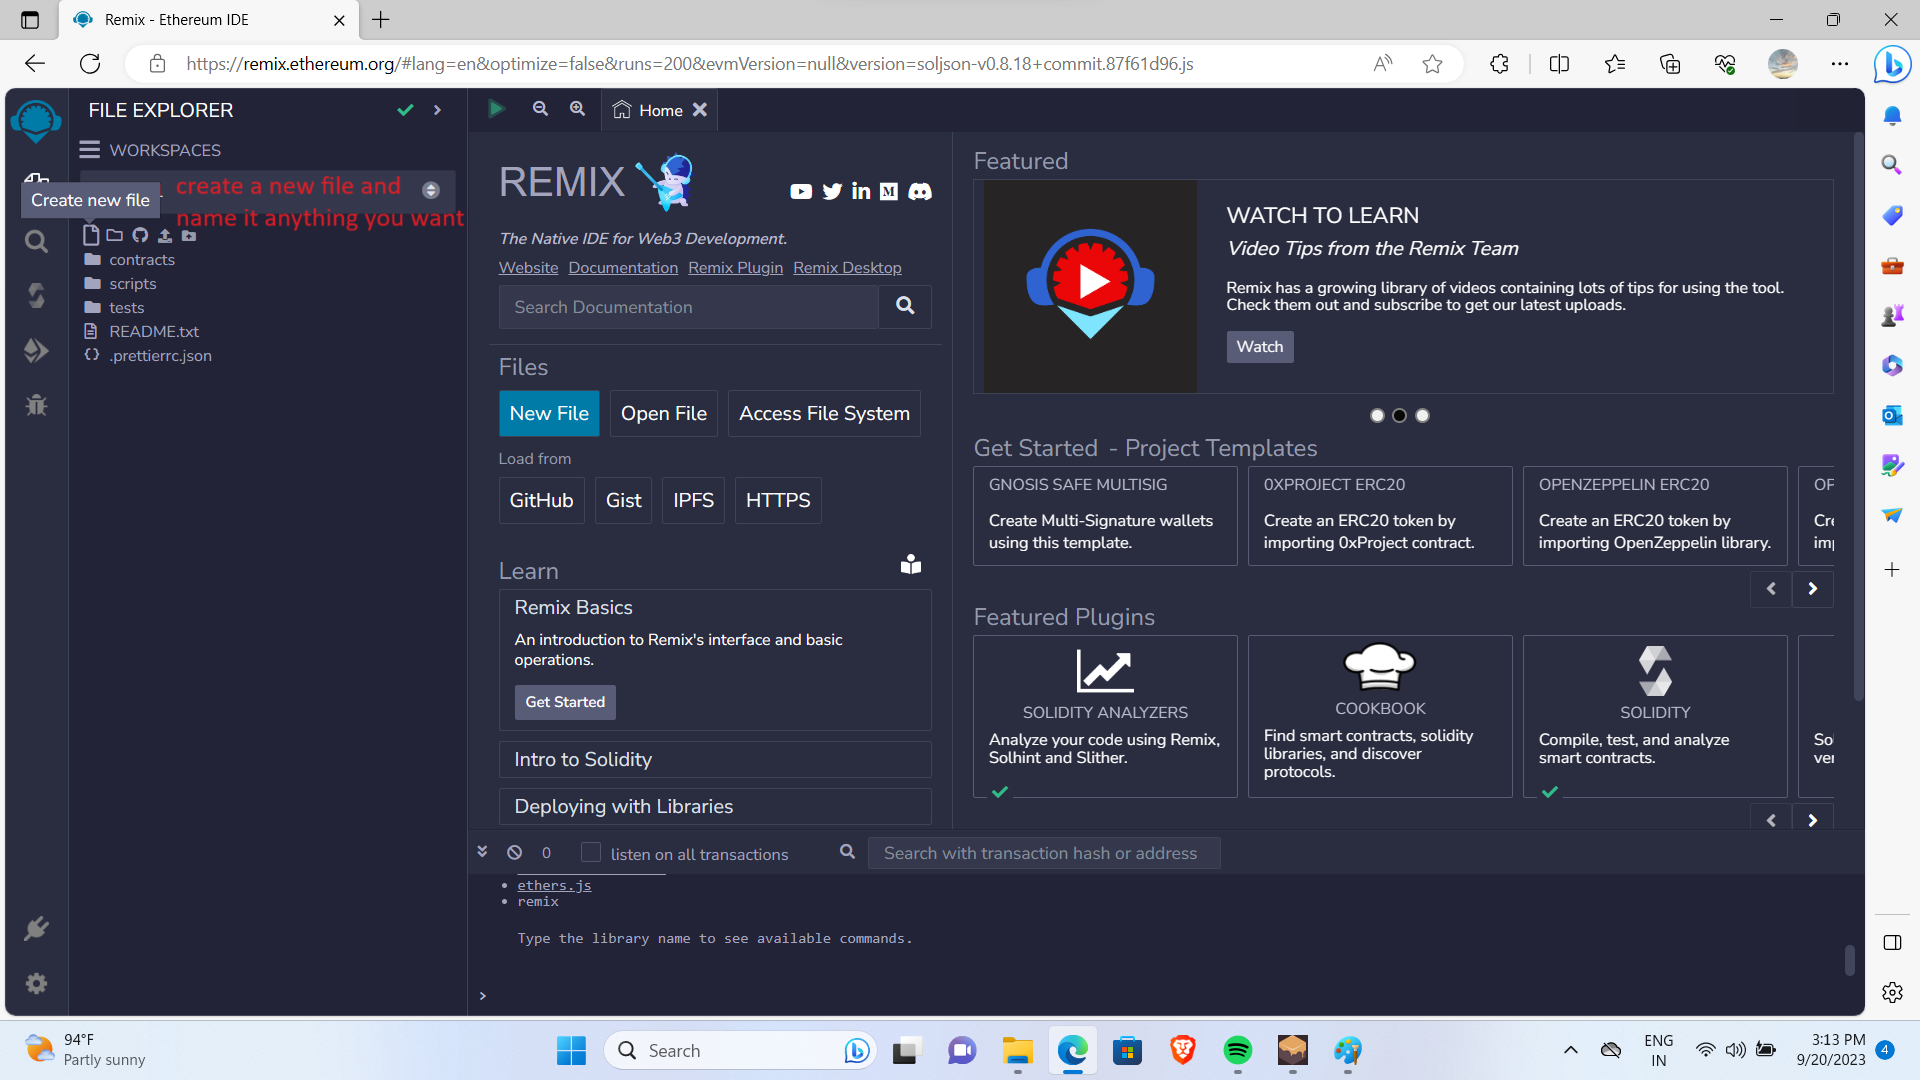 Remix - Ethereum IDE
https://remix.ethereum.org/#lang=en&optimize=false&runs=200&evmVersion=null&version=soljson-v0.8.18+commit.87f61d96.js
FILE EXPLORER
WORKSPACES
create a new file and
name it anything you want
Create new file
contracts
scripts
tests
README.txt
.prettierrc.json
Home
REMIX
The Native IDE for Web3 Development.
Website Documentation Remix Plugin Remix Desktop
Search Documentation
Files
New File Open File Access File System
Load from
GitHub Gist IPFS HTTPS
Learn
Remix Basics
An introduction to Remix's interface and basic
operations.
Get Started
Intro to Solidity
Deploying with Libraries
Featured
WATCH TO LEARN
Video Tips from the Remix Team
Remix has a growing library of videos containing lots of tips for using the tool.
Check them out and subscribe to get our latest uploads.
Watch
Get Started - Project Templates
GNOSIS SAFE MULTISIG
Create Multi-Signature wallets
using this template.
0XPROJECT ERC20
Create an ERC20 token by
importing 0xProject contract.
OPENZEPPELIN ERC20
Create an ERC20 token by
importing OpenZeppelin library.
Featured Plugins
SOLIDITY ANALYZERS
Analyze your code using Remix,
Solhint and Slither.
COOKBOOK
Find smart contracts, solidity
libraries, and discover
protocols.
SOLIDITY
Compile, test, and analyze
smart contracts.
0 listen on all transactions Search with transaction hash or address
ethers.js
remix
Type the library name to see available commands.
>
94°F
Partly sunny
Search
ENG
IN
3:13 PM
9/20/2023
4